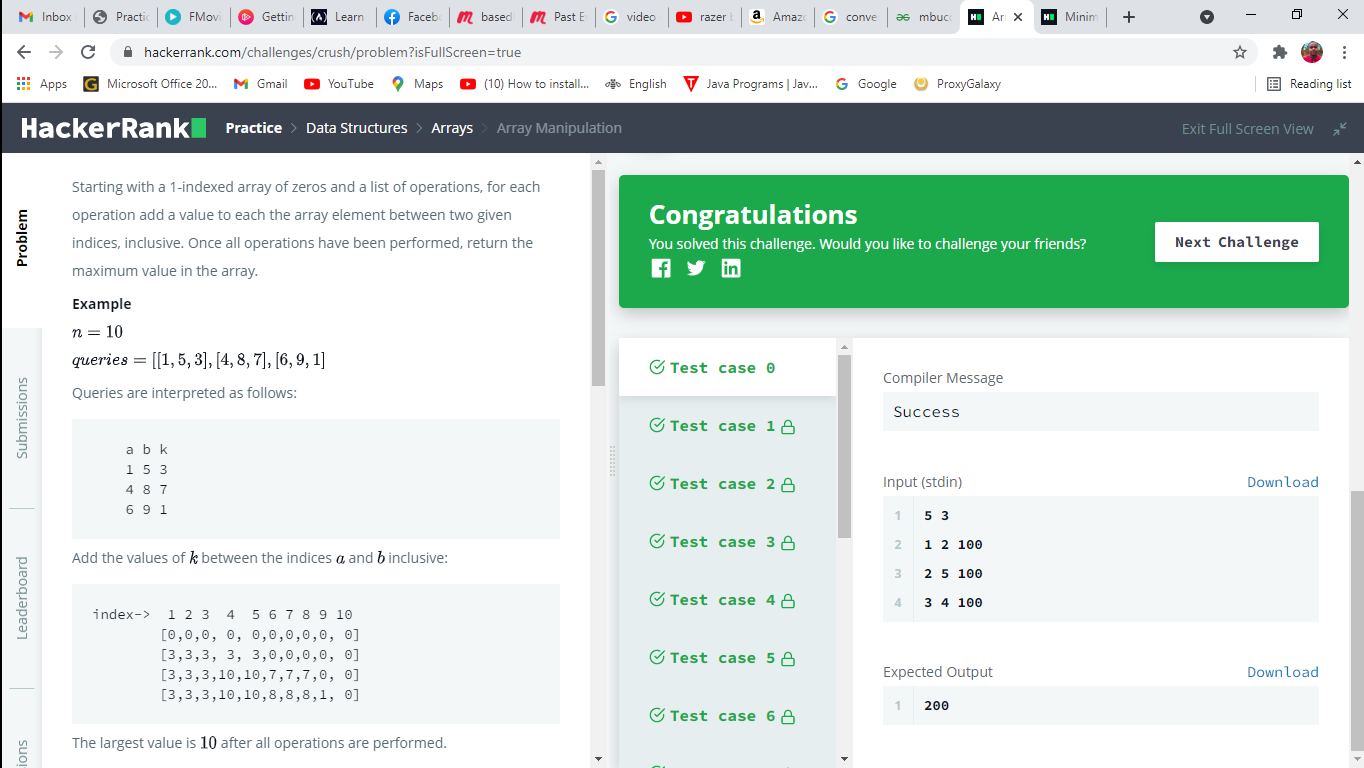 Inbox
Practic
FMovi
Gettin
Learn
Faceb
based
Past E
video
razer
Amazo
conve
mbuc
Ar
Minim
hackerrank.com/challenges/crush/problem?isFullScreen=true
Apps
Microsoft Office 20...
Gmail
YouTube
Maps
(10) How to install...
English
Java Programs | Jav...
Google
ProxyGalaxy
Reading list
HackerRank
Practice > Data Structures > Arrays > Array Manipulation
Exit Full Screen View
Problem
Submissions
Leaderboard
Starting with a 1-indexed array of zeros and a list of operations, for each
operation add a value to each the array element between two given
indices, inclusive. Once all operations have been performed, return the
maximum value in the array.
Example
n = 10
queries = [[1, 5, 3], [4, 8, 7], [6, 9, 1]
Queries are interpreted as follows:
a b k
1 5 3
4 8 7
6 9 1
Add the values of k between the indices a and b inclusive:
index-> 1 2 3 4 5 6 7 8 9 10
[0,0,0, 0, 0,0,0,0,0, 0]
[3,3,3, 3, 3,0,0,0,0, 0]
[3,3,3,10,10,7,7,7,0, 0]
[3,3,3,10,10,8,8,8,1, 0]
The largest value is 10 after all operations are performed.
Congratulations
You solved this challenge. Would you like to challenge your friends?
Next Challenge
Test case 0
Test case 1
Test case 2
Test case 3
Test case 4
Test case 5
Test case 6
Compiler Message
Success
Input (stdin)
Download
1 5 3
2 1 2 100
3 2 5 100
4 3 4 100
Expected Output
Download
1 200